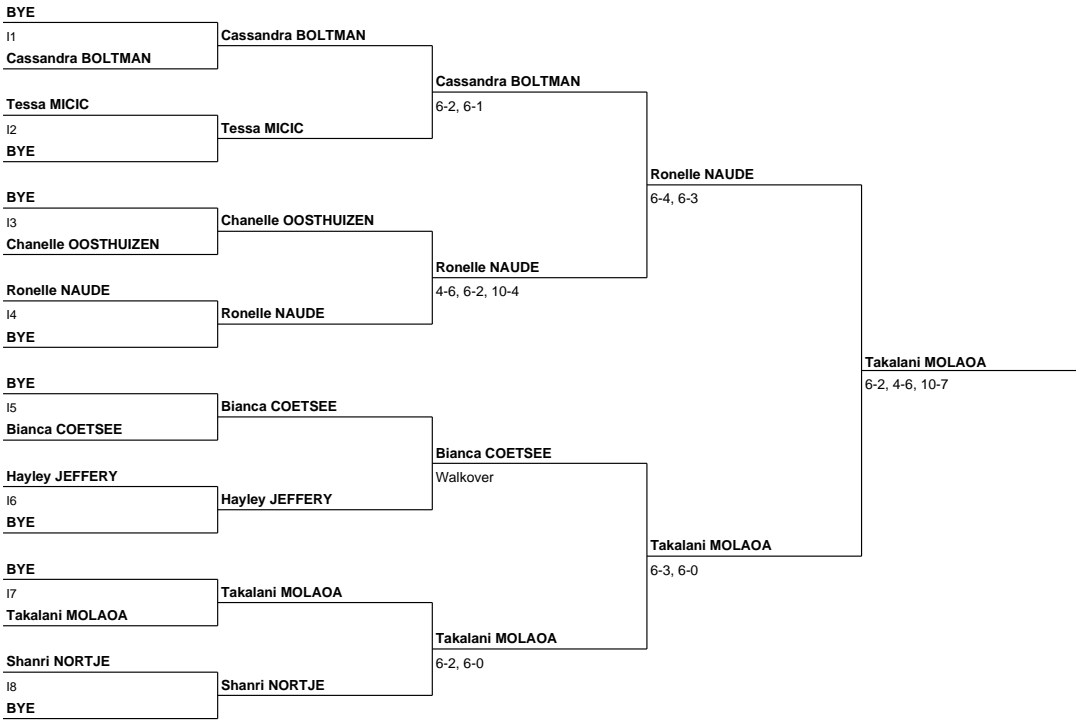 BYE
I1
Cassandra BOLTMAN
Tessa MICIC
I2
BYE
BYE
I3
Chanelle OOSTHUIZEN
Ronelle NAUDE
I4
BYE
BYE
I5
Bianca COETSEE
Hayley JEFFERY
I6
BYE
BYE
I7
Takalani MOLAOA
Shanri NORTJE
I8
BYE
Cassandra BOLTMAN
Tessa MICIC
Chanelle OOSTHUIZEN
Ronelle NAUDE
Bianca COETSEE
Hayley JEFFERY
Takalani MOLAOA
Shanri NORTJE
Cassandra BOLTMAN
6-2, 6-1
Ronelle NAUDE
4-6, 6-2, 10-4
Bianca COETSEE
Walkover
Takalani MOLAOA
6-2, 6-0
Ronelle NAUDE
6-4, 6-3
Takalani MOLAOA
6-3, 6-0
Takalani MOLAOA
6-2, 4-6, 10-7